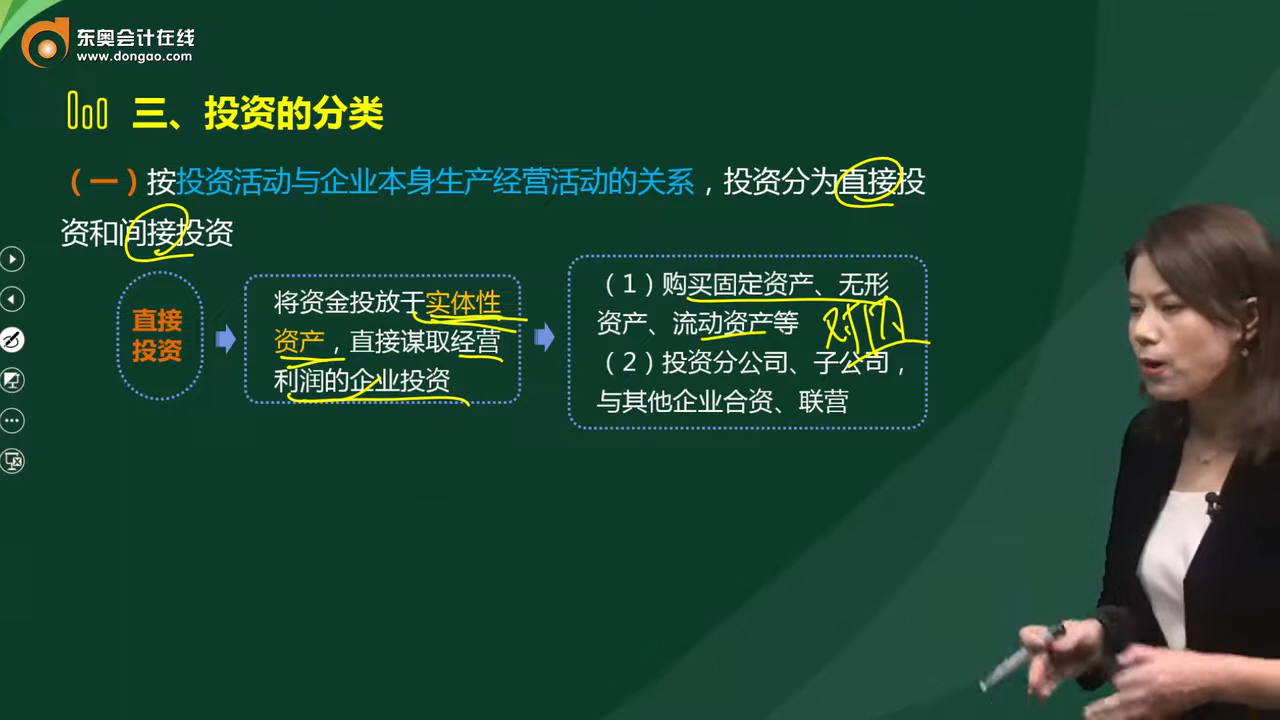 东奥会计在线
www.dongao.com
三、投资的分类
（一）按投资活动与企业本身生产经营活动的关系，投资分为直接投
资和间接投资
直接
投资
将资金投放于实体性
资产，直接谋取经营
利润的企业投资
（1）购买固定资产、无形
资产、流动资产等
（2）投资分公司、子公司，
与其他企业合资、联营
对内